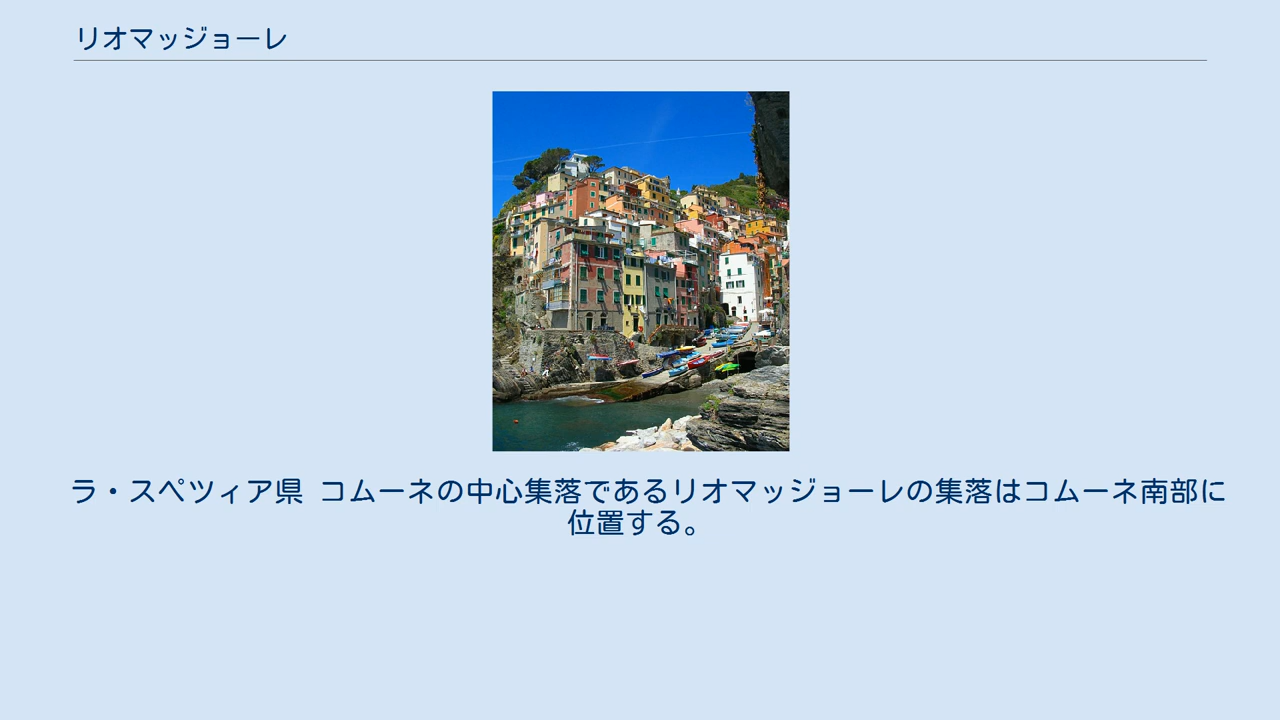 リオマッジョーレ
ラ・スペツィア県 コムーネの中心集落であるリオマッジョーレの集落はコムーネ南部に
位置する。